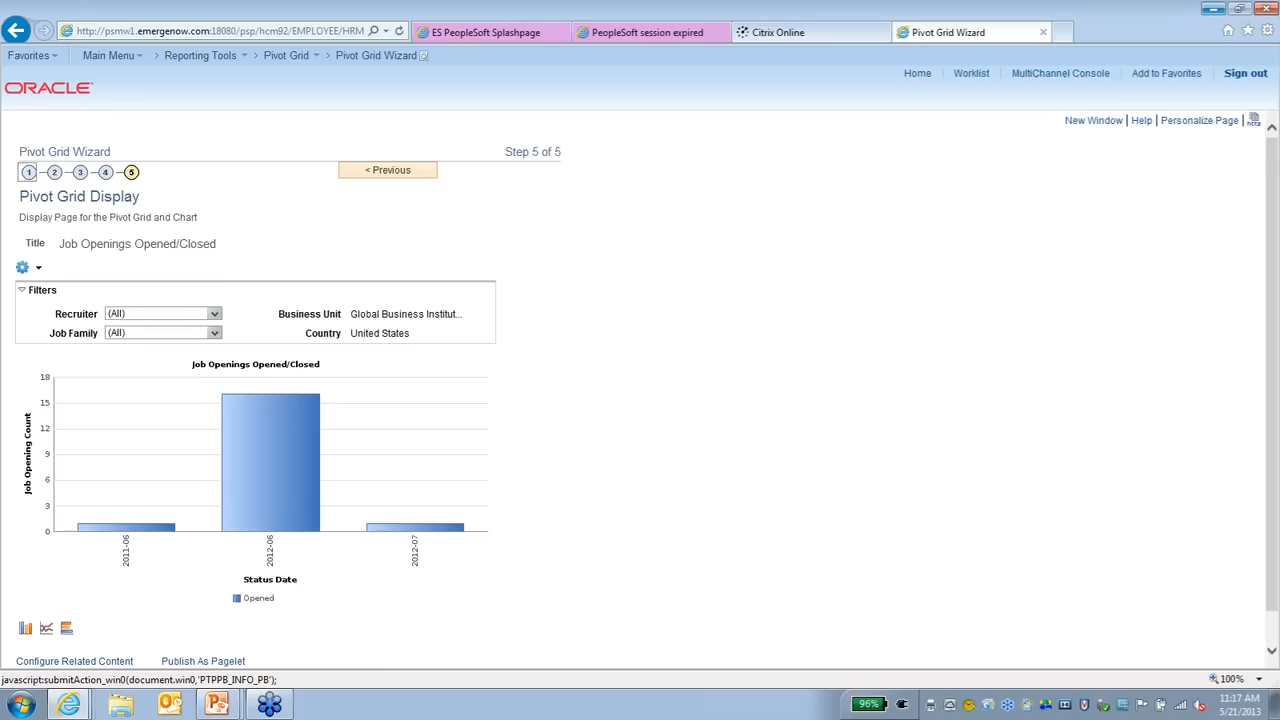 http://psmw1.emergenow.com:18080/psp/hcm92/EMPLOYEE/HRM
ES PeopleSoft Splashpage
PeopleSoft session expired
Citrix Online
Pivot Grid Wizard
Favorites
Main Menu
> Reporting Tools
> Pivot Grid
> Pivot Grid Wizard
ORACLE
Home
Worklist
MultiChannel Console
Add to Favorites
Sign out
New Window | Help | Personalize Page |
http
Pivot Grid Wizard
Step 5 of 5
1 2 3 4 5
< Previous
Pivot Grid Display
Display Page for the Pivot Grid and Chart
Title Job Openings Opened/Closed
Filters
Recruiter (All) Business Unit Global Business Institut...
Job Family (All) Country United States
Job Openings Opened/Closed
Job Opening Count
18
15
12
9
6
3
0
2011-06
2012-06
2012-07
Status Date
Opened
Configure Related Content
Publish As Pagelet
javascript:submitAction_win0(document.win0,'PTPPB_INFO_PB');
100%
96%
11:17 AM
5/21/2013